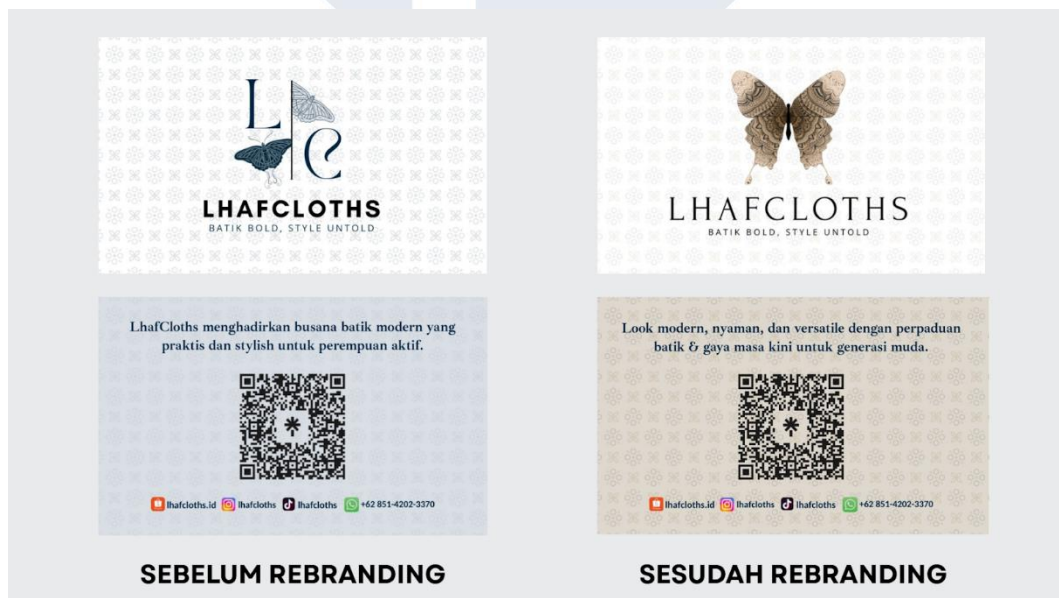 L C
LHAFCLOTHS
BATIK BOLD, STYLE UNTOLD
LhafCloths menghadirkan busana batik modern yang
praktis dan stylish untuk perempuan aktif.
lhafcloths.id lhafcloths lhafcloths +62 851-4202-3370
SEBELUM REBRANDING
LHAFCLOTHS
BATIK BOLD, STYLE UNTOLD
Look modern, nyaman, dan versatile dengan perpaduan
batik & gaya masa kini untuk generasi muda.
lhafcloths.id lhafcloths lhafcloths +62 851-4202-3370
SESUDAH REBRANDING